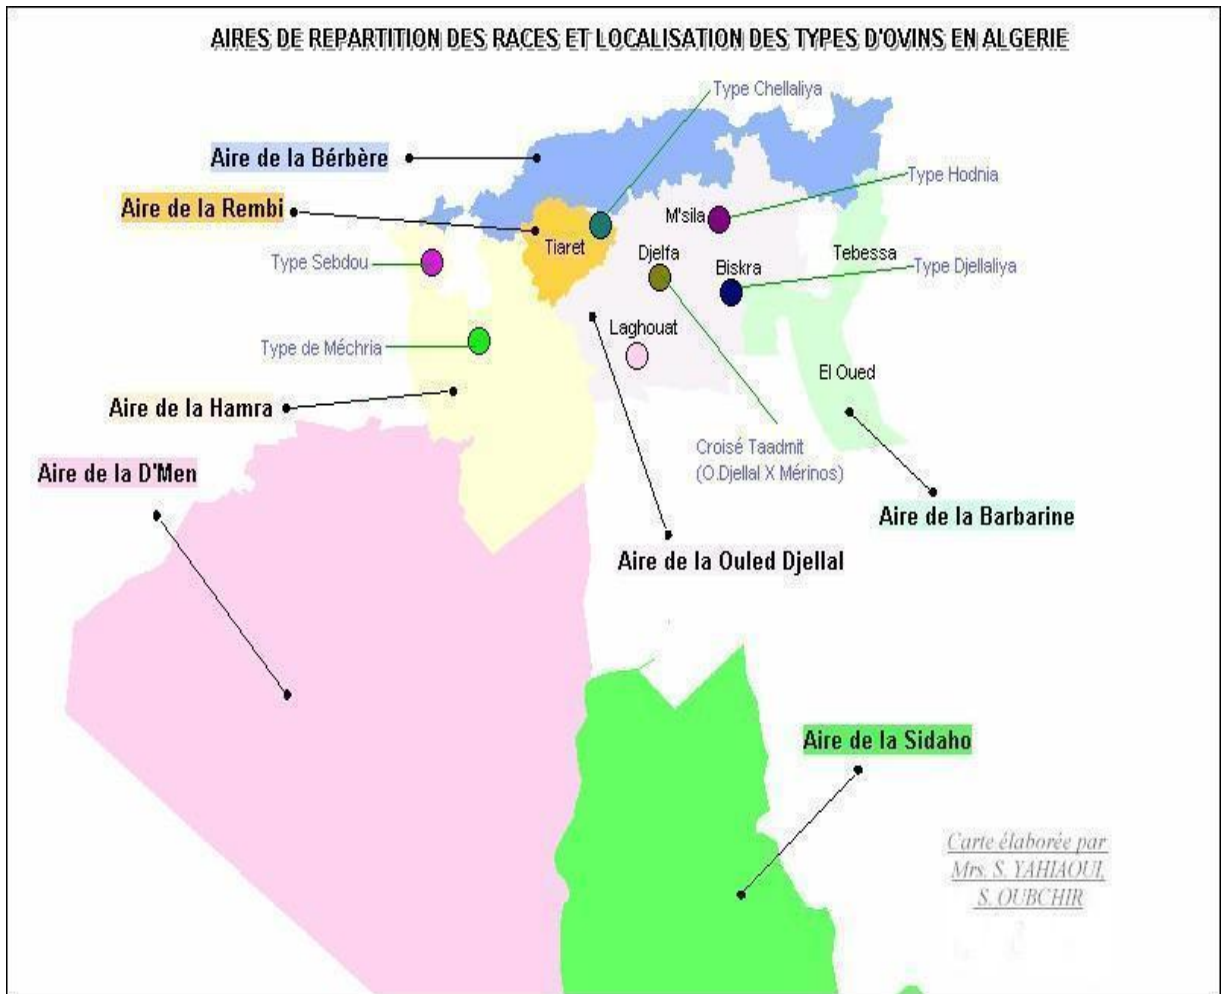 AIRES DE REPARTITION DES RACES ET LOCALISATION DES TYPES D'OVINS EN ALGERIE
Type Chellaliya
Aire de la Bérbère
Type Hodnia
Aire de la Rembi
M'sila
Tiaret
Djelfa
Tebessa
Type Sebdou
Biskra
Type Djellaliya
Laghouat
Type de Méchria
El Oued
Aire de la Hamra
Croisé Taadmit
(O.Djellal X Mérinos)
Aire de la D'Men
Aire de la Barbarine
Aire de la Ouled Djellal
Aire de la Sidaho
Carte élaborée par
Mrs. S. YAHIAOUI,
S. OUBCHIR